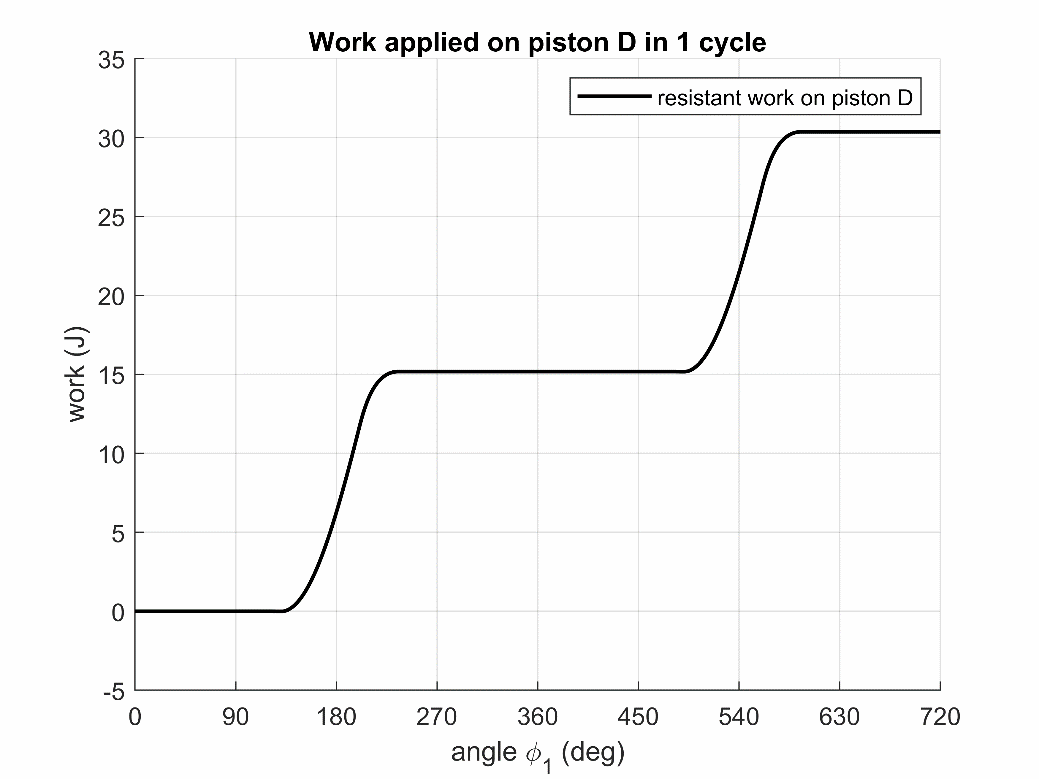 Work applied on piston D in 1 cycle
35
resistant work on piston D
30
25
20
15
10
5
0
-5
work (J)
0 90 180 270 360 450 540 630 720
angle ϕ₁ (deg)